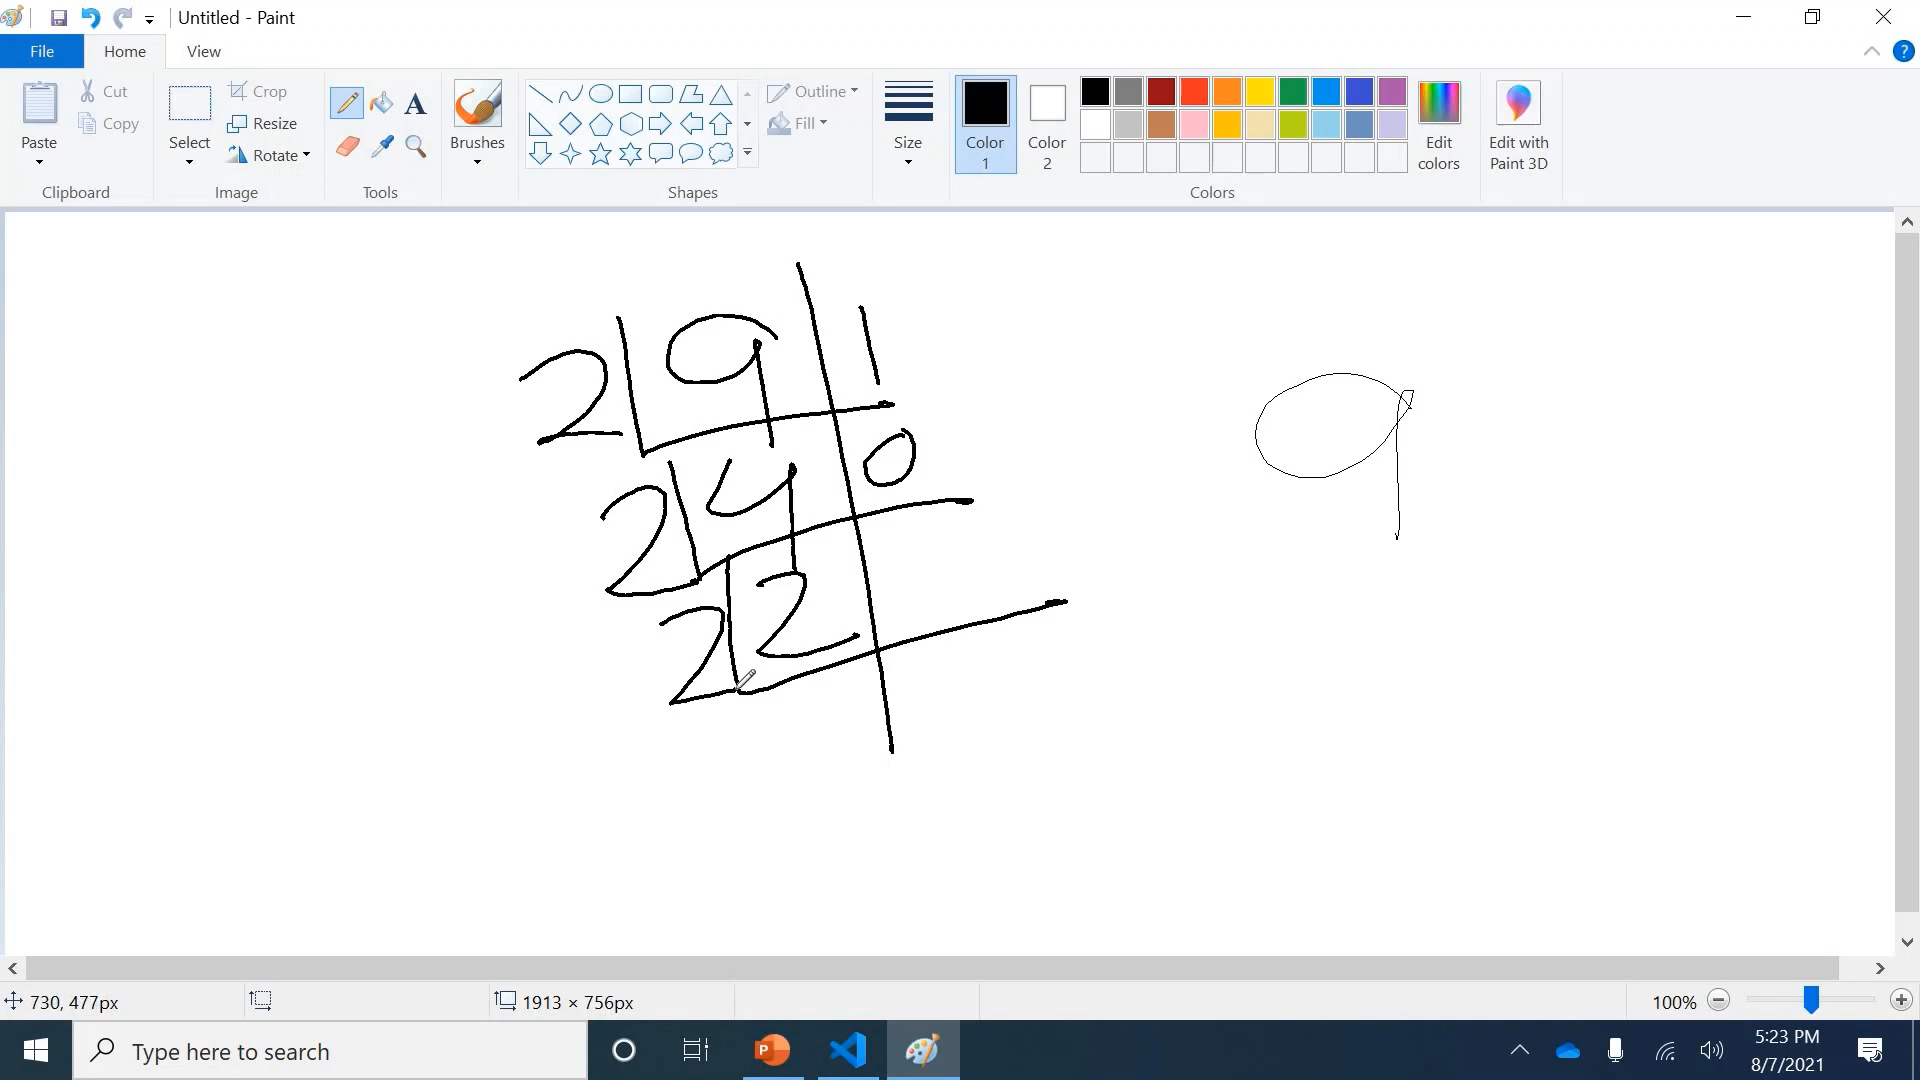 Untitled - Paint
File Home View
Paste Cut Copy Clipboard
Select Crop Resize Rotate Image
A Tools
Brushes
Outline Fill Shapes
Size
Color 1 Color 2 Edit colors Colors
Edit with Paint 3D
?
2 9 1
2 4 0
2 2
9
730, 477px 1913 × 756px 100%
Type here to search
P
5:23 PM
8/7/2021